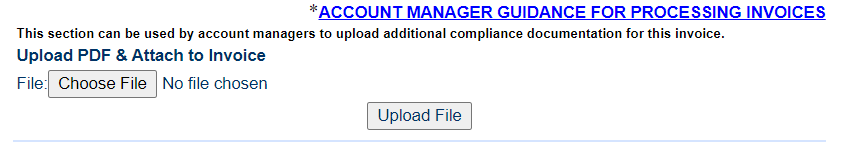 *ACCOUNT MANAGER GUIDANCE FOR PROCESSING INVOICES
This section can be used by account managers to upload additional compliance documentation for this invoice.
Upload PDF & Attach to Invoice
File: Choose File No file chosen
Upload File